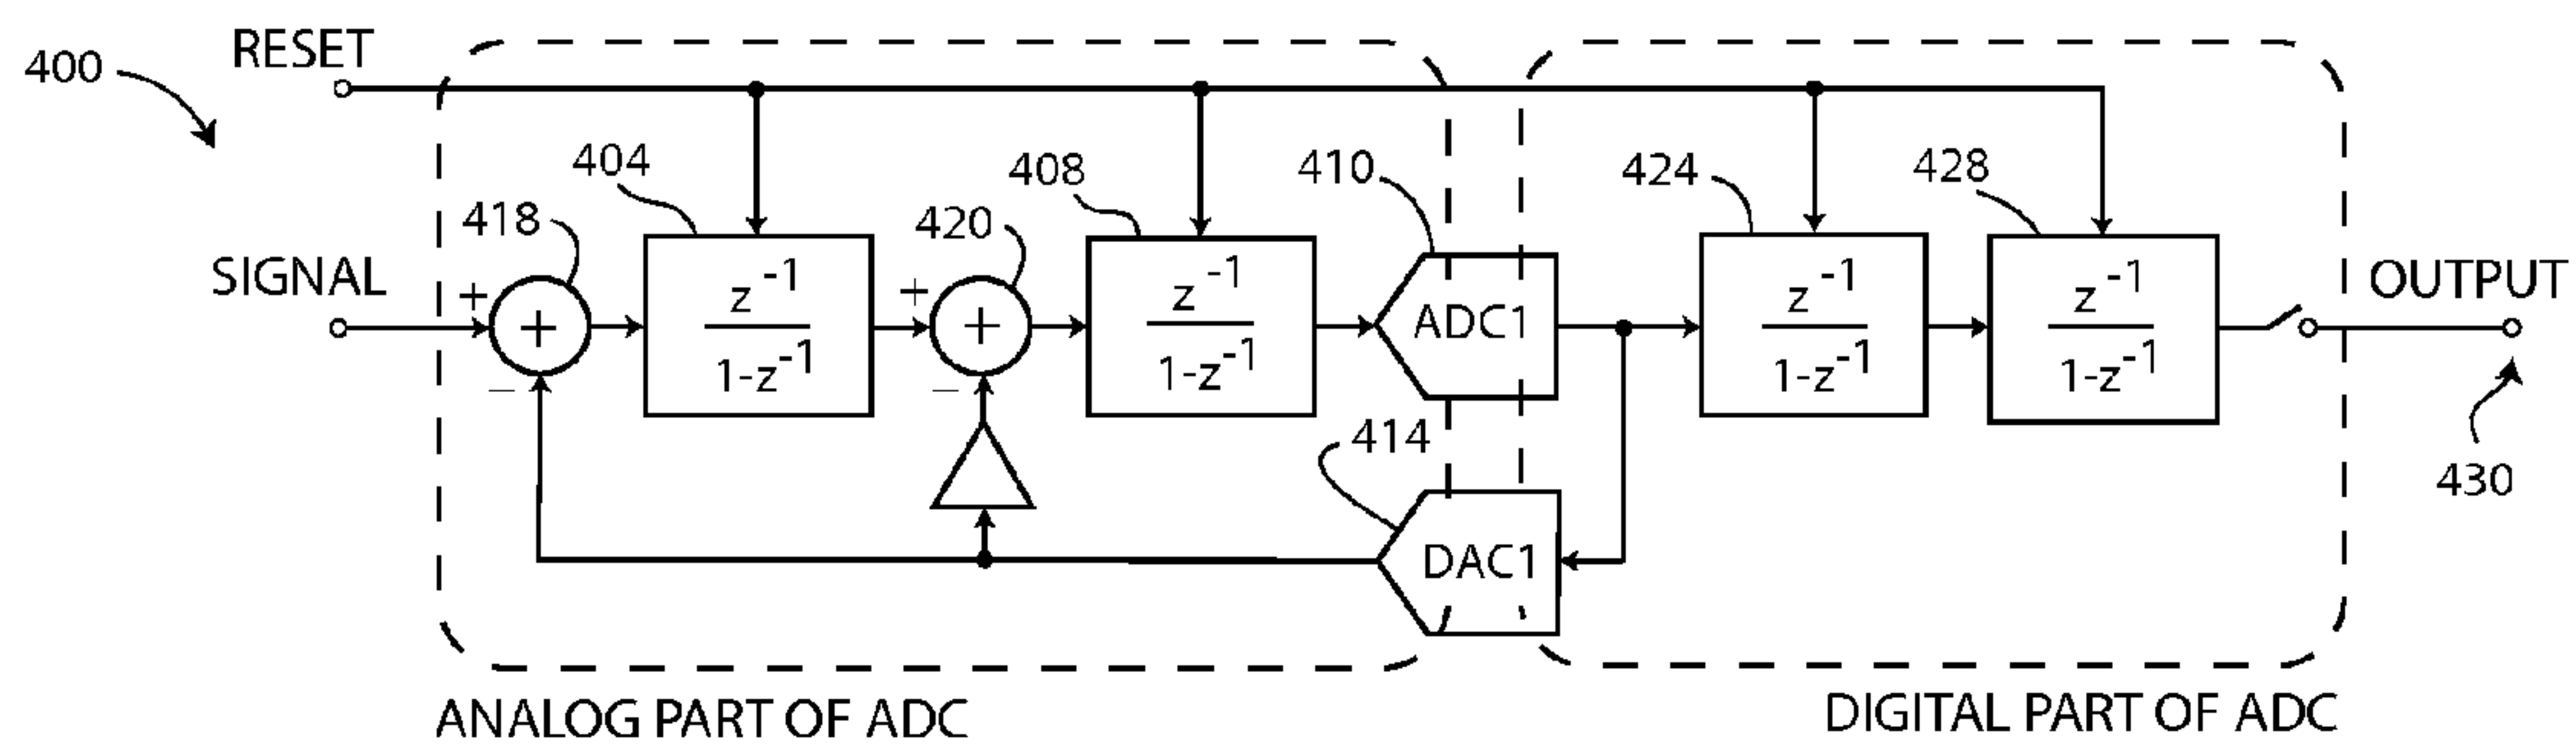 RESET
400
404
408
410
424
428
418
420
SIGNAL
+
+
z^-1
1-z^-1
+
+
z^-1
1-z^-1
ADC1
z^-1
1-z^-1
z^-1
1-z^-1
OUTPUT
−
−
414
430
DAC1
ANALOG PART OF ADC
DIGITAL PART OF ADC